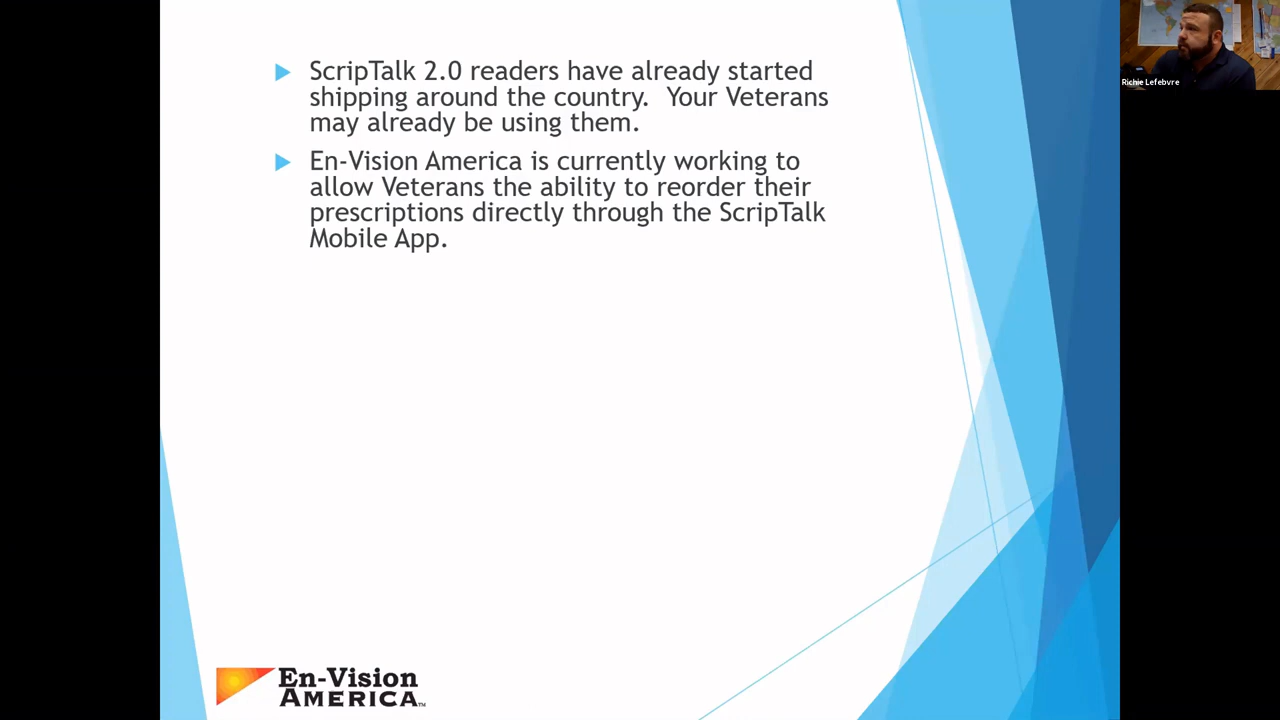 ScripTalk 2.0 readers have already started
shipping around the country.  Your Veterans
may already be using them.
En-Vision America is currently working to
allow Veterans the ability to reorder their
prescriptions directly through the ScripTalk
Mobile App.
Richie Lefebvre
En-Vision
AMERICA™